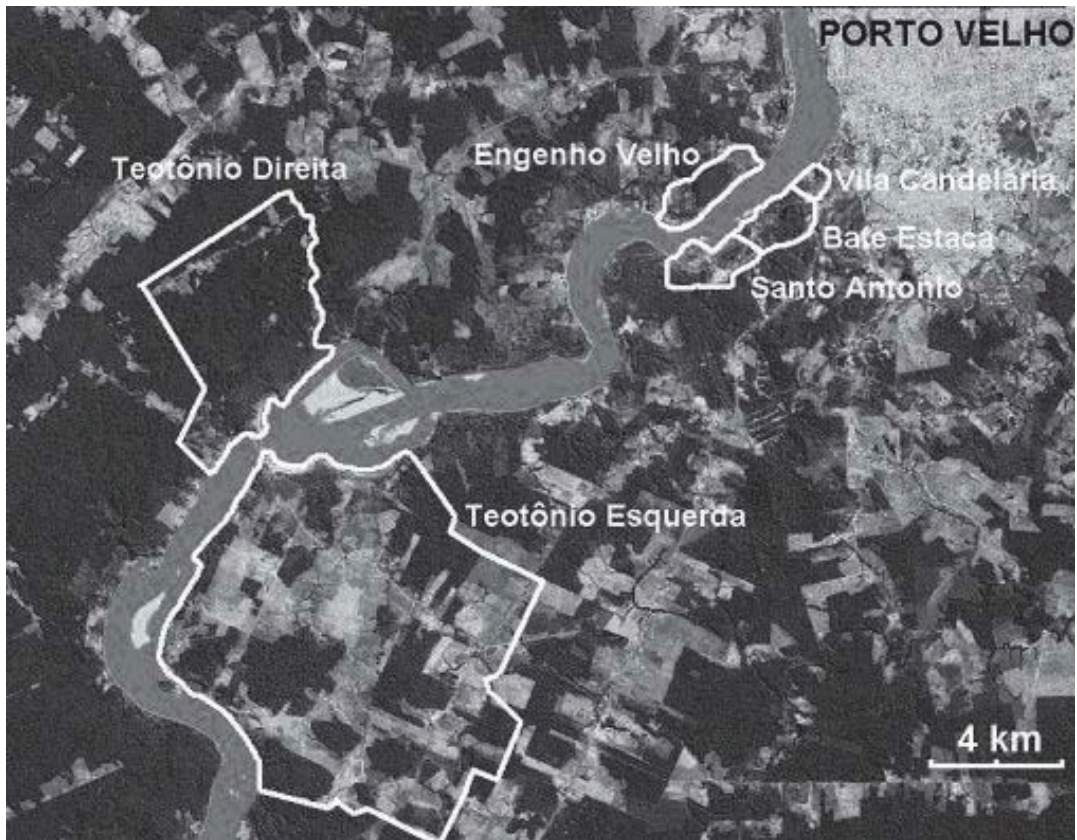 PORTO VELHO
Engenho Velho
Teotônio Direita
Vila Candelária
Bate Estaca
Santo Antonio
Teotônio Esquerda
4 km